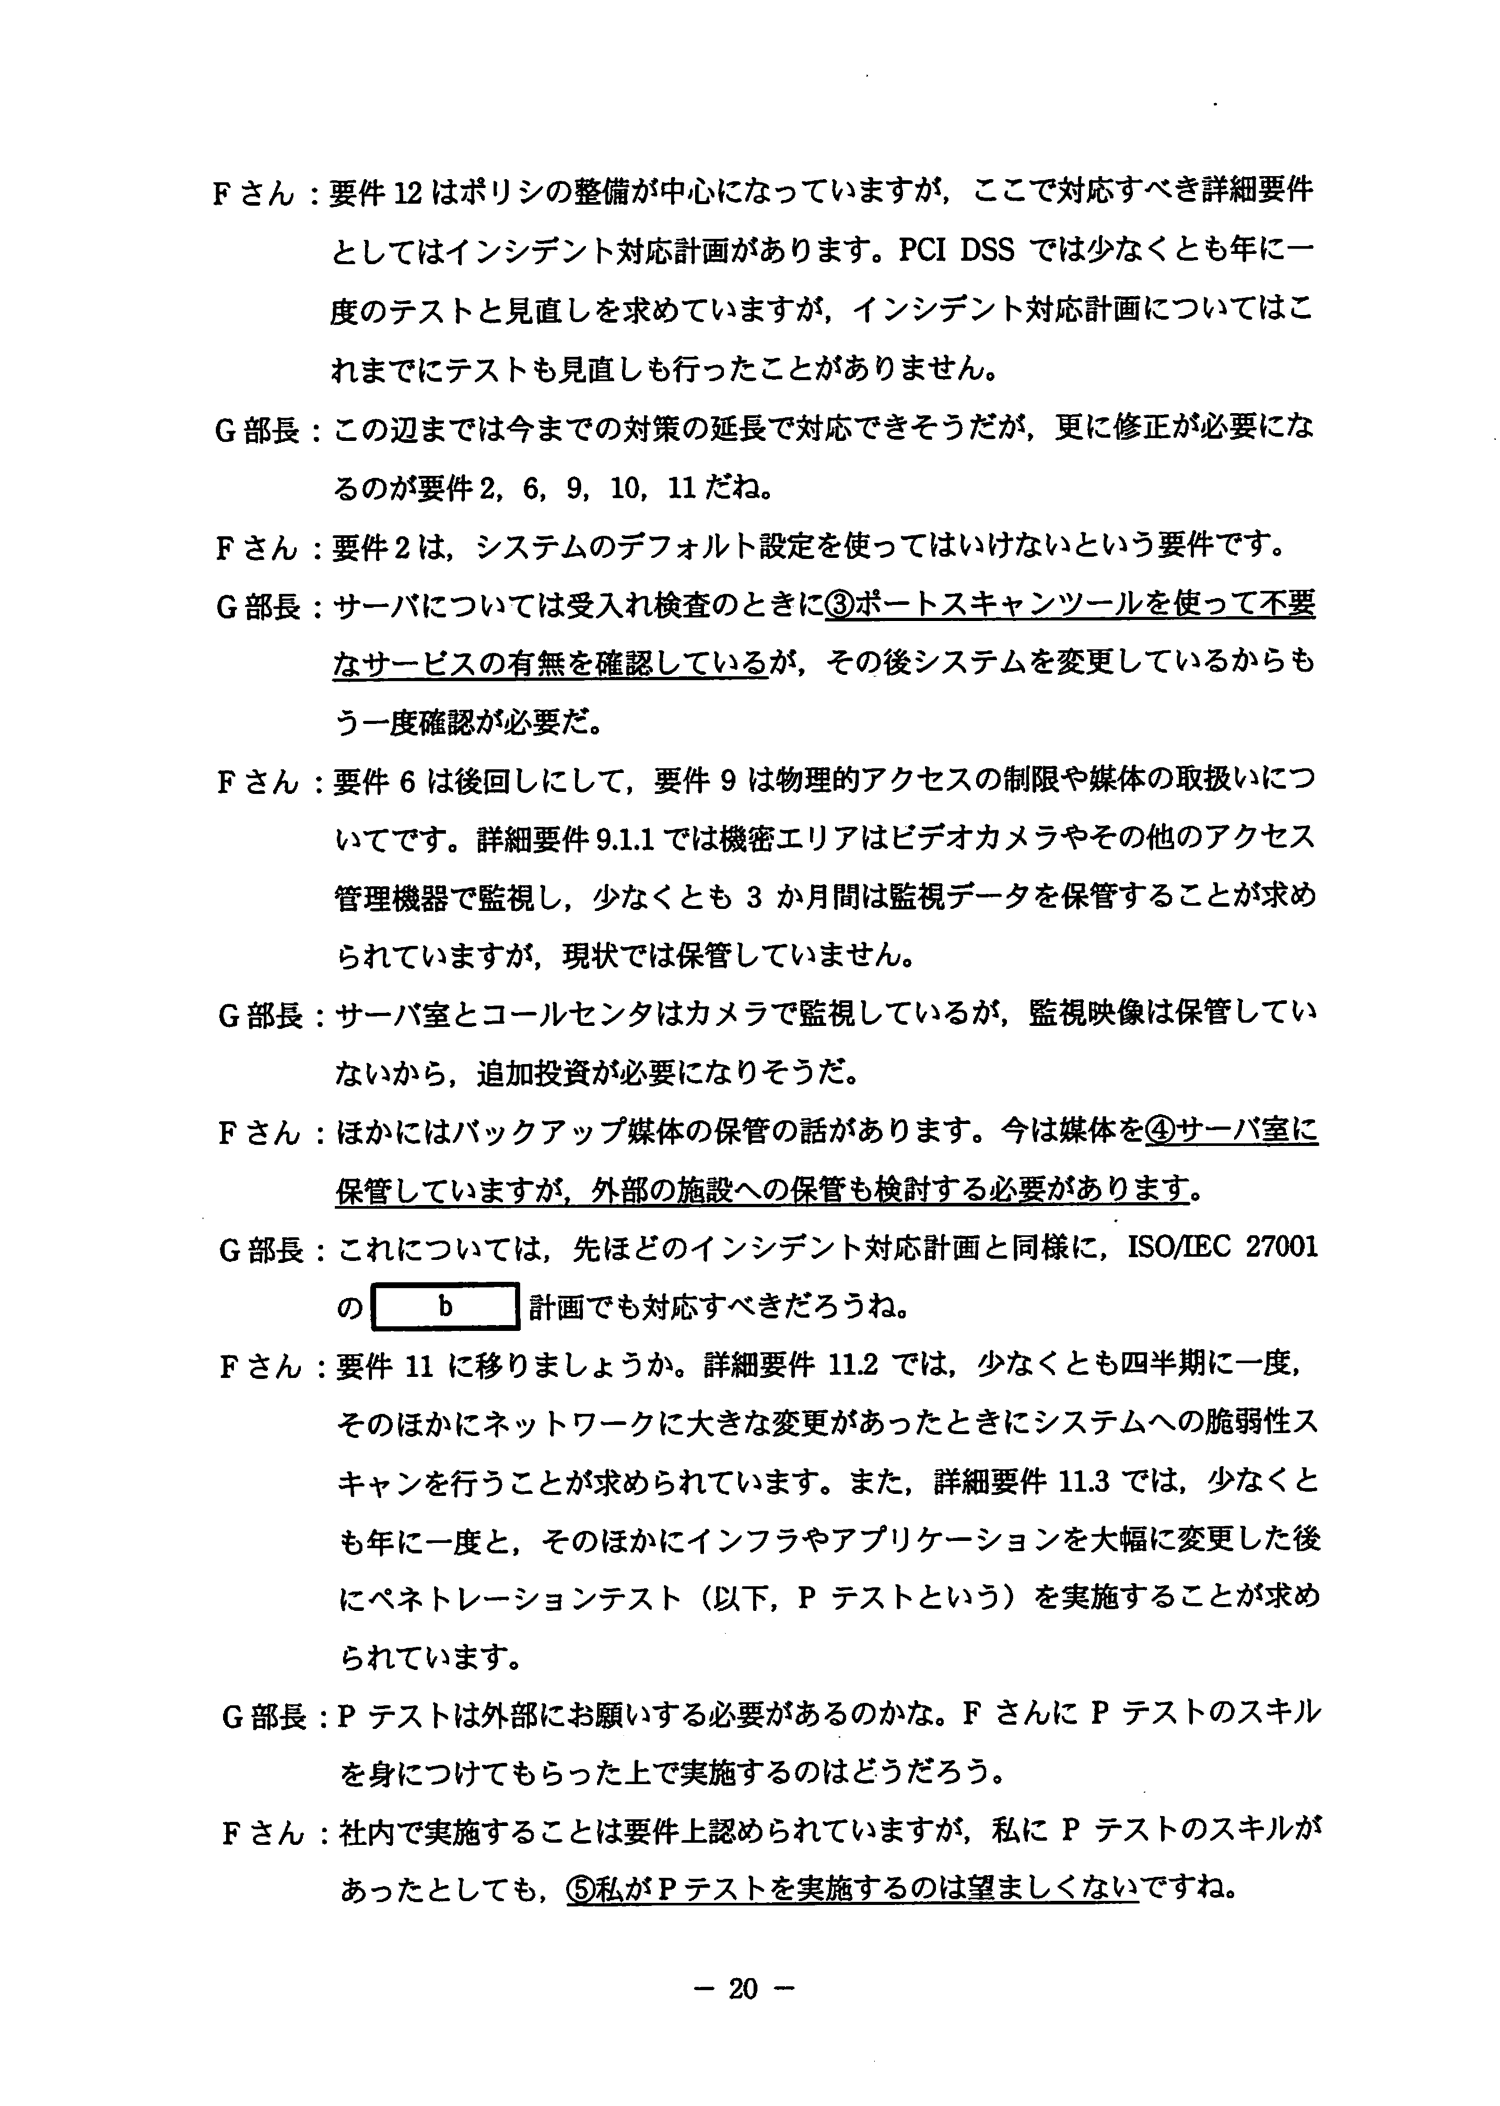 Fさん：要件 12 はポリシの整備が中心になっていますが，ここで対応すべき詳細要件
としてはインシデント対応計画があります。PCI DSS では少なくとも年に一
度のテストと見直しを求めていますが，インシデント対応計画についてはこ
れまでにテストも見直しも行ったことがありません。
G部長：この辺までは今までの対策の延長で対応できそうだが，更に修正が必要にな
るのが要件 2，6，9，10，11 だね。
Fさん：要件 2 は，システムのデフォルト設定を使ってはいけないという要件です。
G部長：サーバについては受入れ検査のときに③ポートスキャンツールを使って不要
なサービスの有無を確認しているが，その後システムを変更しているからも
う一度確認が必要だ。
Fさん：要件 6 は後回しにして，要件 9 は物理的アクセスの制限や媒体の取扱いにつ
いてです。詳細要件 9.1.1 では機密エリアはビデオカメラやその他のアクセス
管理機器で監視し，少なくとも 3 か月間は監視データを保管することが求め
られていますが，現状では保管していません。
G部長：サーバ室とコールセンタはカメラで監視しているが，監視映像は保管してい
ないから，追加投資が必要になりそうだ。
Fさん：ほかにはバックアップ媒体の保管の話があります。今は媒体を④サーバ室に
保管していますが，外部の施設への保管も検討する必要があります。
G部長：これについては，先ほどのインシデント対応計画と同様に，ISO/IEC 27001
の b 計画でも対応すべきだろうね。
Fさん：要件 11 に移りましょうか。詳細要件 11.2 では，少なくとも四半期に一度，
そのほかにネットワークに大きな変更があったときにシステムへの脆弱性ス
キャンを行うことが求められています。また，詳細要件 11.3 では，少なくと
も年に一度と，そのほかにインフラやアプリケーションを大幅に変更した後
にペネトレーションテスト（以下，P テストという）を実施することが求め
られています。
G部長：P テストは外部にお願いする必要があるのかな。F さんに P テストのスキル
を身につけてもらった上で実施するのはどうだろう。
Fさん：社内で実施することは要件上認められていますが，私に P テストのスキルが
あったとしても，⑤私がPテストを実施するのは望ましくないですね。
－ 20 －